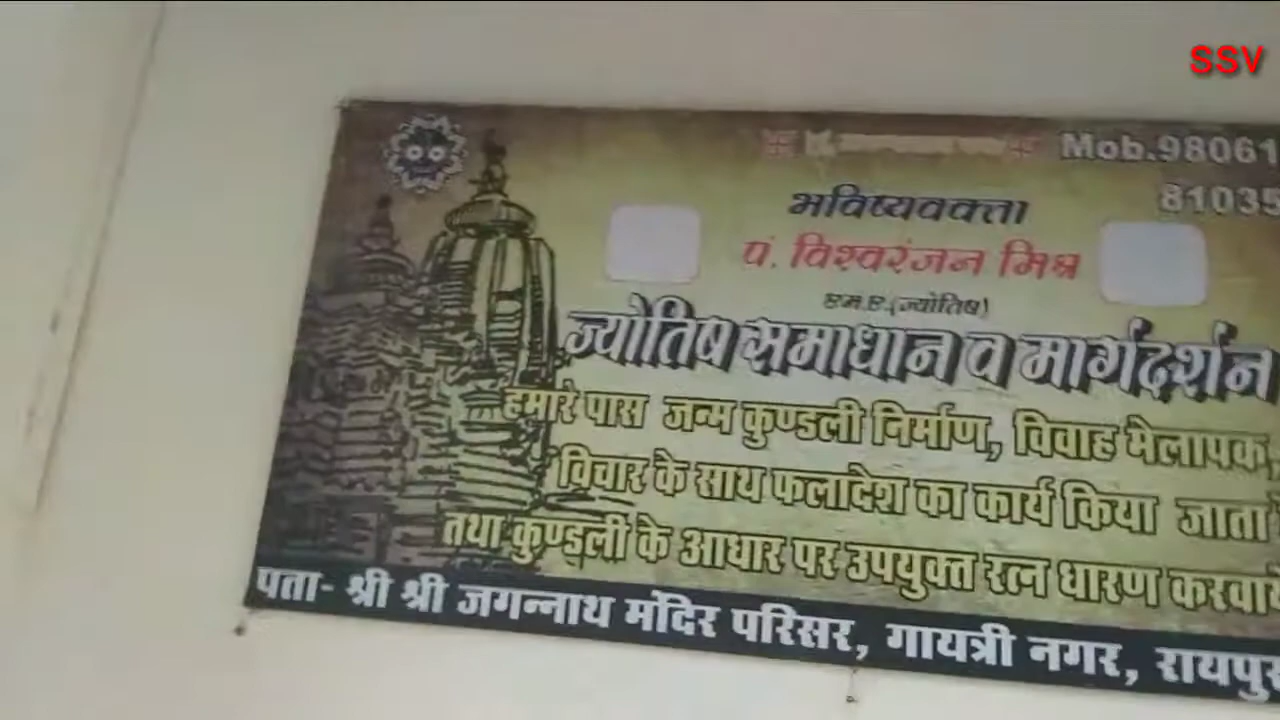 SSV
Mob.98061
81035
भविष्यवक्ता
पं. विश्वरंजन मिश्र
एम.ए.(ज्योतिष)
ज्योतिष समाधान व मार्गदर्शन
हमारे पास जन्म कुण्डली निर्माण, विवाह मेलापक,
विचार के साथ फलादेश का कार्य किया जाता
तथा कुण्ड्ली के आधार पर उपयुक्त रत्न धारण करवाये
पता- श्री श्री जगन्नाथ मंदिर परिसर, गायत्री नगर, रायपुर